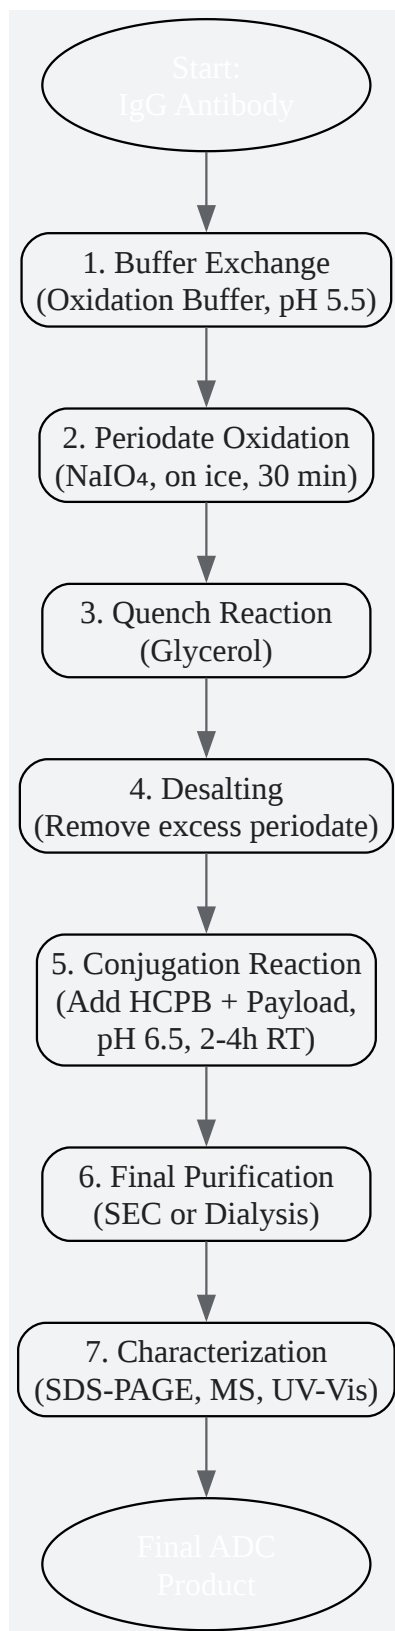 Start:
IgG Antibody
1. Buffer Exchange
(Oxidation Buffer, pH 5.5)
2. Periodate Oxidation
(NaIO₄, on ice, 30 min)
3. Quench Reaction
(Glycerol)
4. Desalting
(Remove excess periodate)
5. Conjugation Reaction
(Add HCPB + Payload,
pH 6.5, 2-4h RT)
6. Final Purification
(SEC or Dialysis)
7. Characterization
(SDS-PAGE, MS, UV-Vis)
Final ADC
Product